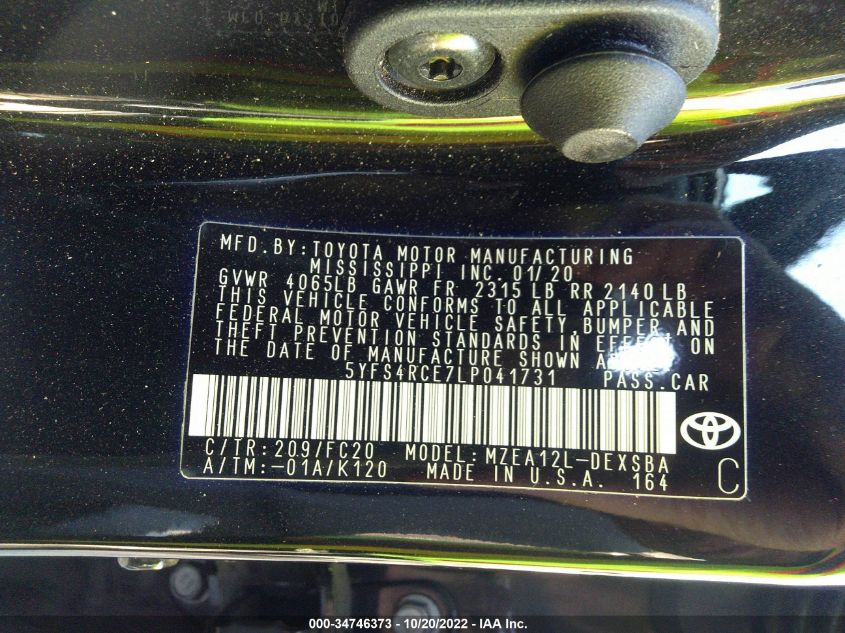 MFD.BY:TOYOTA MOTOR MANUFACTURING
MISSISSIPPI INC.01/20
GVWR 4065LB GAWR FR 2315 LB RR 2140 LB
THIS VEHICLE CONFORMS TO ALL APPLICABLE
FEDERAL MOTOR VEHICLE SAFETY,BUMPER AND
THEFT PREVENTION STANDARDS IN EFFECT ON
THE DATE OF MANUFACTURE SHOWN
5YFS4RCE7LP041731 PASS.CAR
C/TR:209/FC20 MODEL:MZEA12L-DEXSBA
A/TM:-01A/K120 MADE IN U.S.A. 164
C
000-34746373 - 10/20/2022 - IAA Inc.